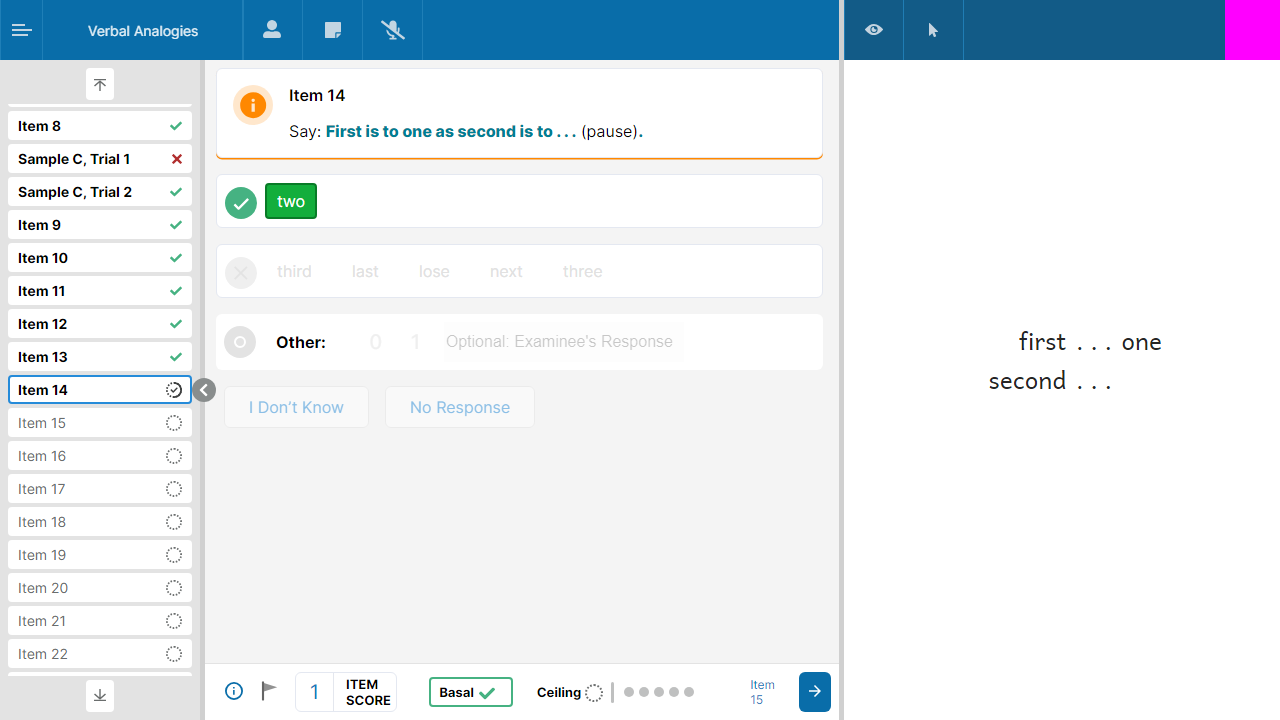 Verbal Analogies
Item 8
Sample C, Trial 1
Sample C, Trial 2
Item 9
Item 10
Item 11
Item 12
Item 13
Item 14
Item 15
Item 16
Item 17
Item 18
Item 19
Item 20
Item 21
Item 22
Item 14
Say: First is to one as second is to . . . (pause).
two
third last lose next three
Other: 0 1 Optional: Examinee's Response
I Don't Know No Response
1 ITEM SCORE
Basal
Ceiling
Item 15
first . . . one
second . . .